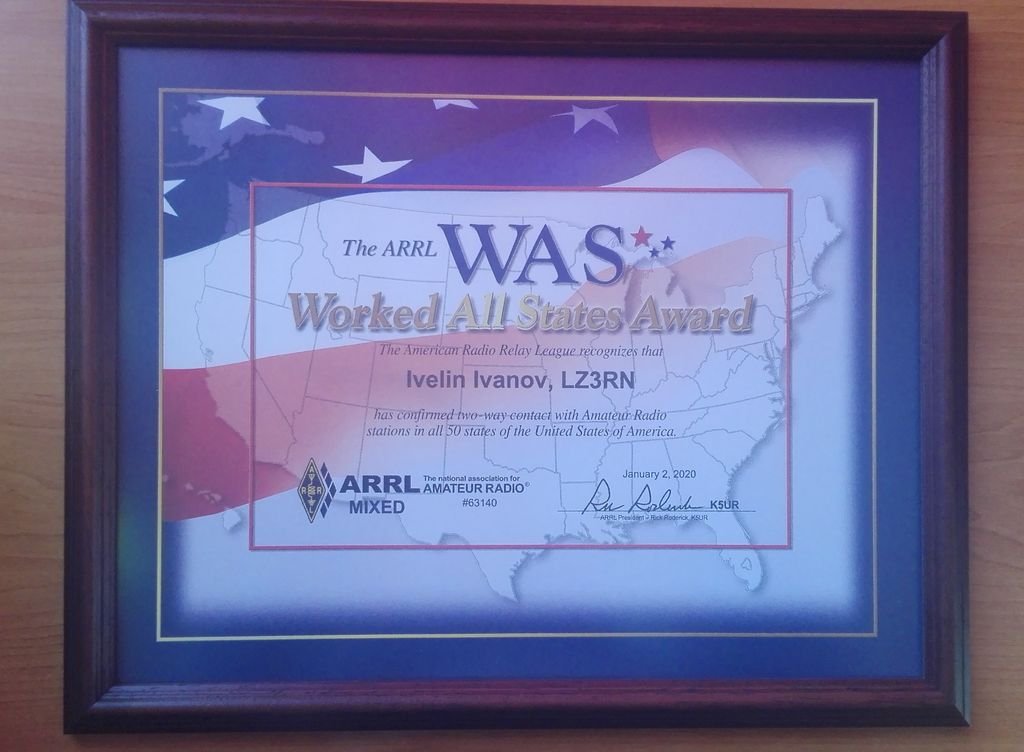 The ARRL WAS
Worked All States Award
The American Radio Relay League recognizes that
Ivelin Ivanov, LZ3RN
has confirmed two-way contact with Amateur Radio
stations in all 50 states of the United States of America.
ARRL The national association for
AMATEUR RADIO®
MIXED
#63140
January 2, 2020
Rick Roderick K5UR
ARRL President – Rick Roderick, K5UR